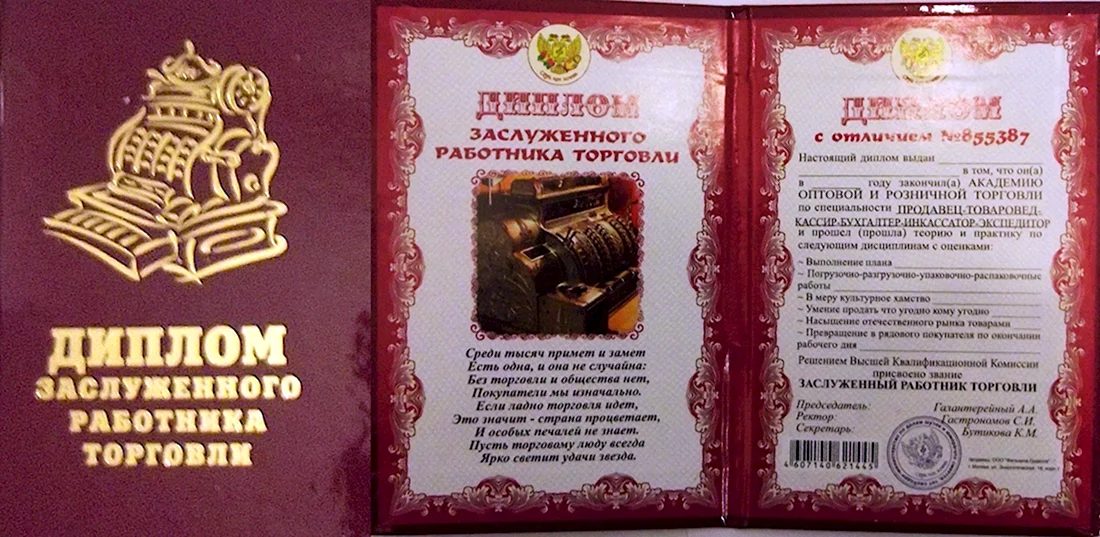 ДИПЛОМ
ЗАСЛУЖЕННОГО
РАБОТНИКА
ТОРГОВЛИ
ДИПЛОМ
ЗАСЛУЖЕННОГО
РАБОТНИКА ТОРГОВЛИ
Среди тысяч примет и замет
Есть одна, и она не случайна:
Без торговли и общества нет,
Покупатели мы изначально.
Если ладно торговля идет,
Это значит - страна процветает,
И особых печалей не знает.
Пусть торговому люду всегда
Ярко светит удачи звезда.
ДИПЛОМ
с отличием №855387
Настоящий диплом выдан
в том, что он(а)
в году закончил(а) АКАДЕМИЮ
ОПТОВОЙ И РОЗНИЧНОЙ ТОРГОВЛИ
по специальности ПРОДАВЕЦ-ТОВАРОВЕД-
КАССИР-БУХГАЛТЕР-ИНКАССАТОР-ЭКСПЕДИТОР
и прошел (прошла) теорию и практику по
следующим дисциплинам с оценками:
~ Выполнение плана
~ Погрузочно-разгрузочно-упаковочно-распаковочные
работы
~ В меру культурное хамство
~ Умение продать что угодно кому угодно
~ Насыщение отечественного рынка товарами
~ Превращение в рядового покупателя по окончании
рабочего дня
Решением Высшей Квалификационной Комиссии
присвоено звание
ЗАСЛУЖЕННЫЙ РАБОТНИК ТОРГОВЛИ
Председатель: Галантерейный А.А.
Ректор: Гастрономов С.И.
Секретарь: Бутикова К.М.
4 607140 621445